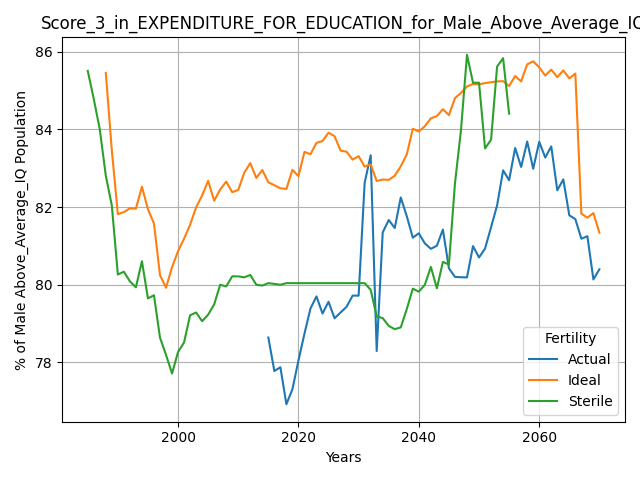 Score_3_in_EXPENDITURE_FOR_EDUCATION_for_Male_Above_Average_IQ
% of Male Above_Average_IQ Population
86
84
82
80
78
2000
2020
2040
2060
Years
Fertility
Actual
Ideal
Sterile